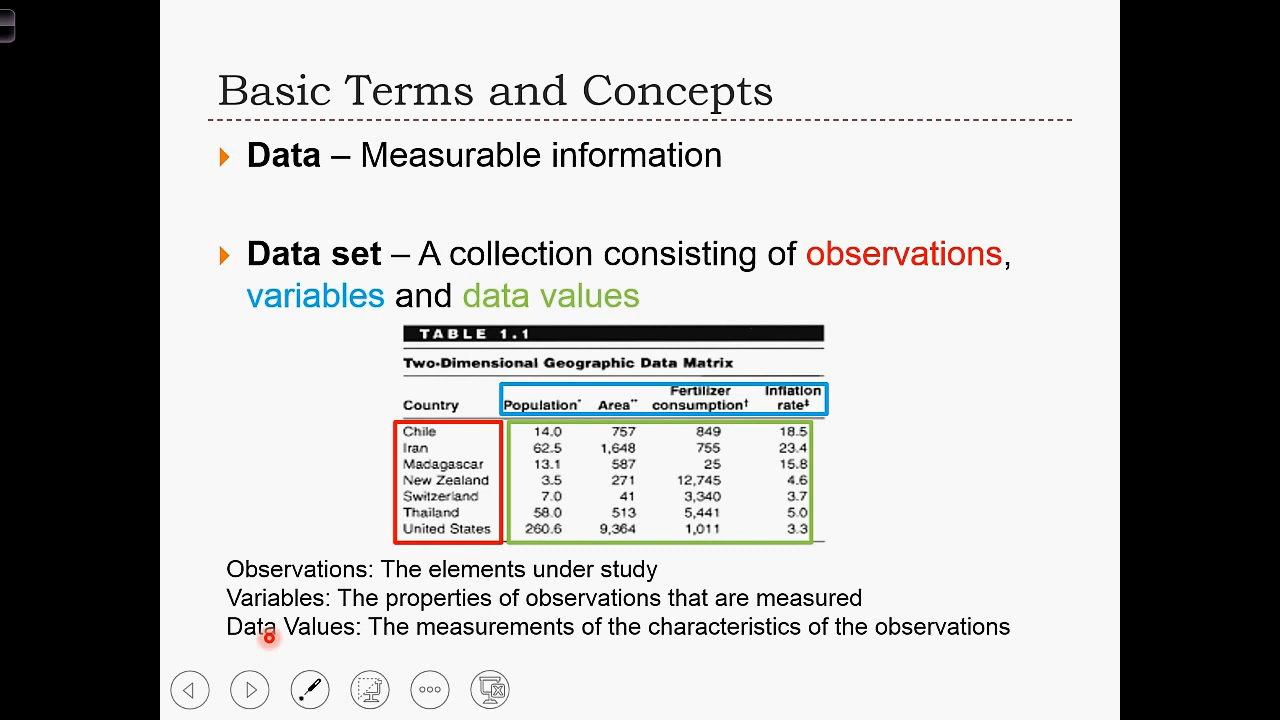 Basic Terms and Concepts
Data – Measurable information
Data set – A collection consisting of observations,
variables and data values
TABLE 1.1
Two-Dimensional Geographic Data Matrix
Country Population* Area** Fertilizer consumption† Inflation rate‡
Chile 14.0 757 849 18.5
Iran 62.5 1,648 755 23.4
Madagascar 13.1 587 25 15.8
New Zealand 3.5 271 12,745 4.6
Switzerland 7.0 41 3,340 3.7
Thailand 58.0 513 5,441 5.0
United States 260.6 9,364 1,011 3.3
Observations: The elements under study
Variables: The properties of observations that are measured
Data Values: The measurements of the characteristics of the observations